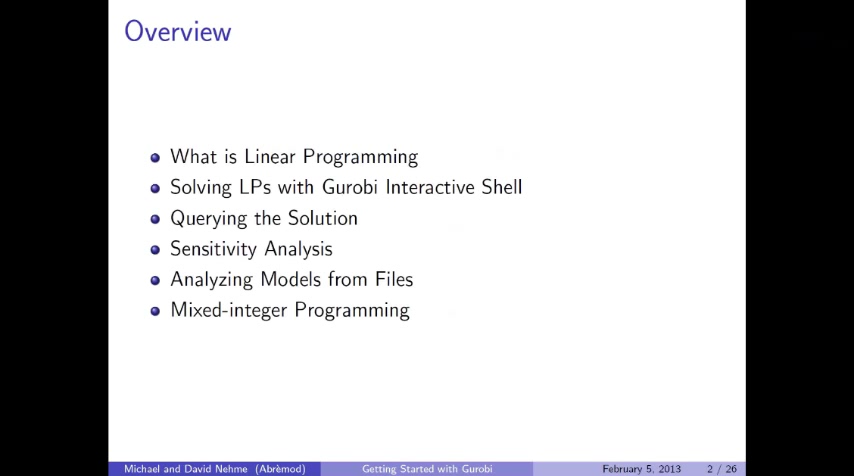 Overview
What is Linear Programming
Solving LPs with Gurobi Interactive Shell
Querying the Solution
Sensitivity Analysis
Analyzing Models from Files
Mixed-integer Programming
Michael and David Nehme (Abrèmod) Getting Started with Gurobi February 5, 2013 2 / 26